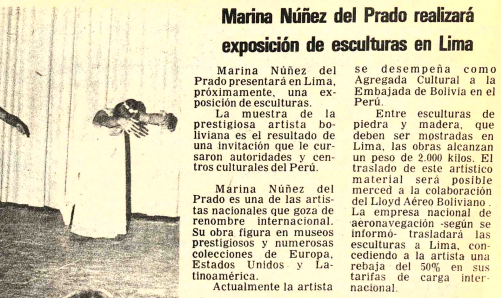 Marina Núñez del Prado realizará
exposición de esculturas en Lima
Marina Núñez del
Prado presentará en Lima,
próximamente, una ex-
posición de esculturas.
La muestra de la
prestigiosa artista bo-
liviana es el resultado de
una invitación que le cur-
saron autoridades y cen-
tros culturales del Perú.
Marina Núñez del
Prado es una de las artis-
tas nacionales que goza de
renombre internacional.
Su obra figura en museos
prestigiosos y numerosas
colecciones de Europa,
Estados Unidos y La-
tinoamérica.
Actualmente la artista
se desempeña como
Agregada Cultural a la
Embajada de Bolivia en el
Perú.
Entre esculturas de
piedra y madera, que
deben ser mostradas en
Lima, las obras alcanzan
un peso de 2.000 kilos. El
traslado de este artístico
material será posible
merced a la colaboración
del Lloyd Aéreo Boliviano .
La empresa nacional de
aeronavegación -según se
informó- trasladará las
esculturas a Lima, con-
cediendo a la artista una
rebaja del 50% en sus
tarifas de carga inter-
nacional.